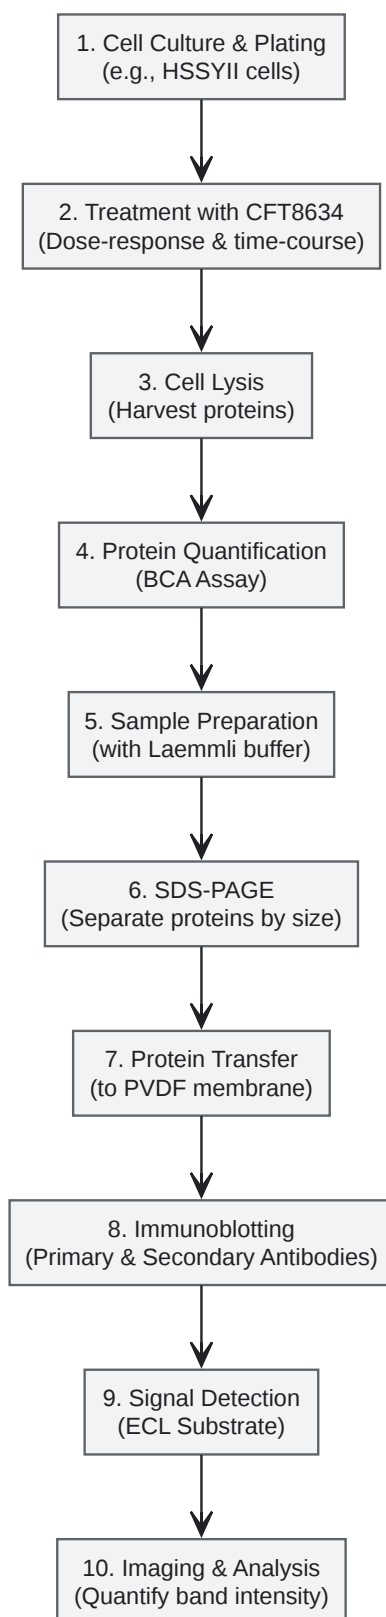 1. Cell Culture & Plating
(e.g., HSSYII cells)
2. Treatment with CFT8634
(Dose-response & time-course)
3. Cell Lysis
(Harvest proteins)
4. Protein Quantification
(BCA Assay)
5. Sample Preparation
(with Laemmli buffer)
6. SDS-PAGE
(Separate proteins by size)
7. Protein Transfer
(to PVDF membrane)
8. Immunoblotting
(Primary & Secondary Antibodies)
9. Signal Detection
(ECL Substrate)
10. Imaging & Analysis
(Quantify band intensity)